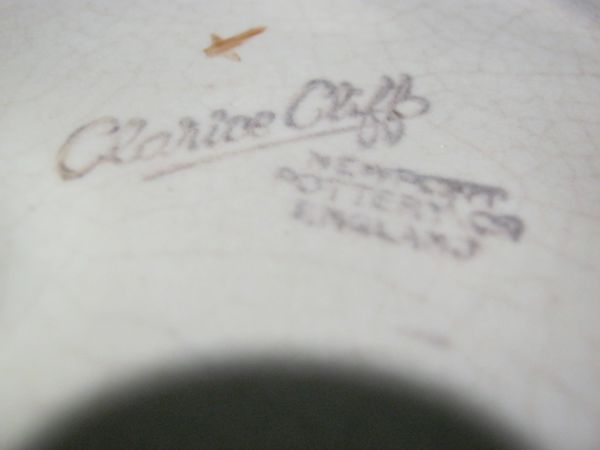 Clarice Cliff
NEWPORT
POTTERY CO
ENGLAND